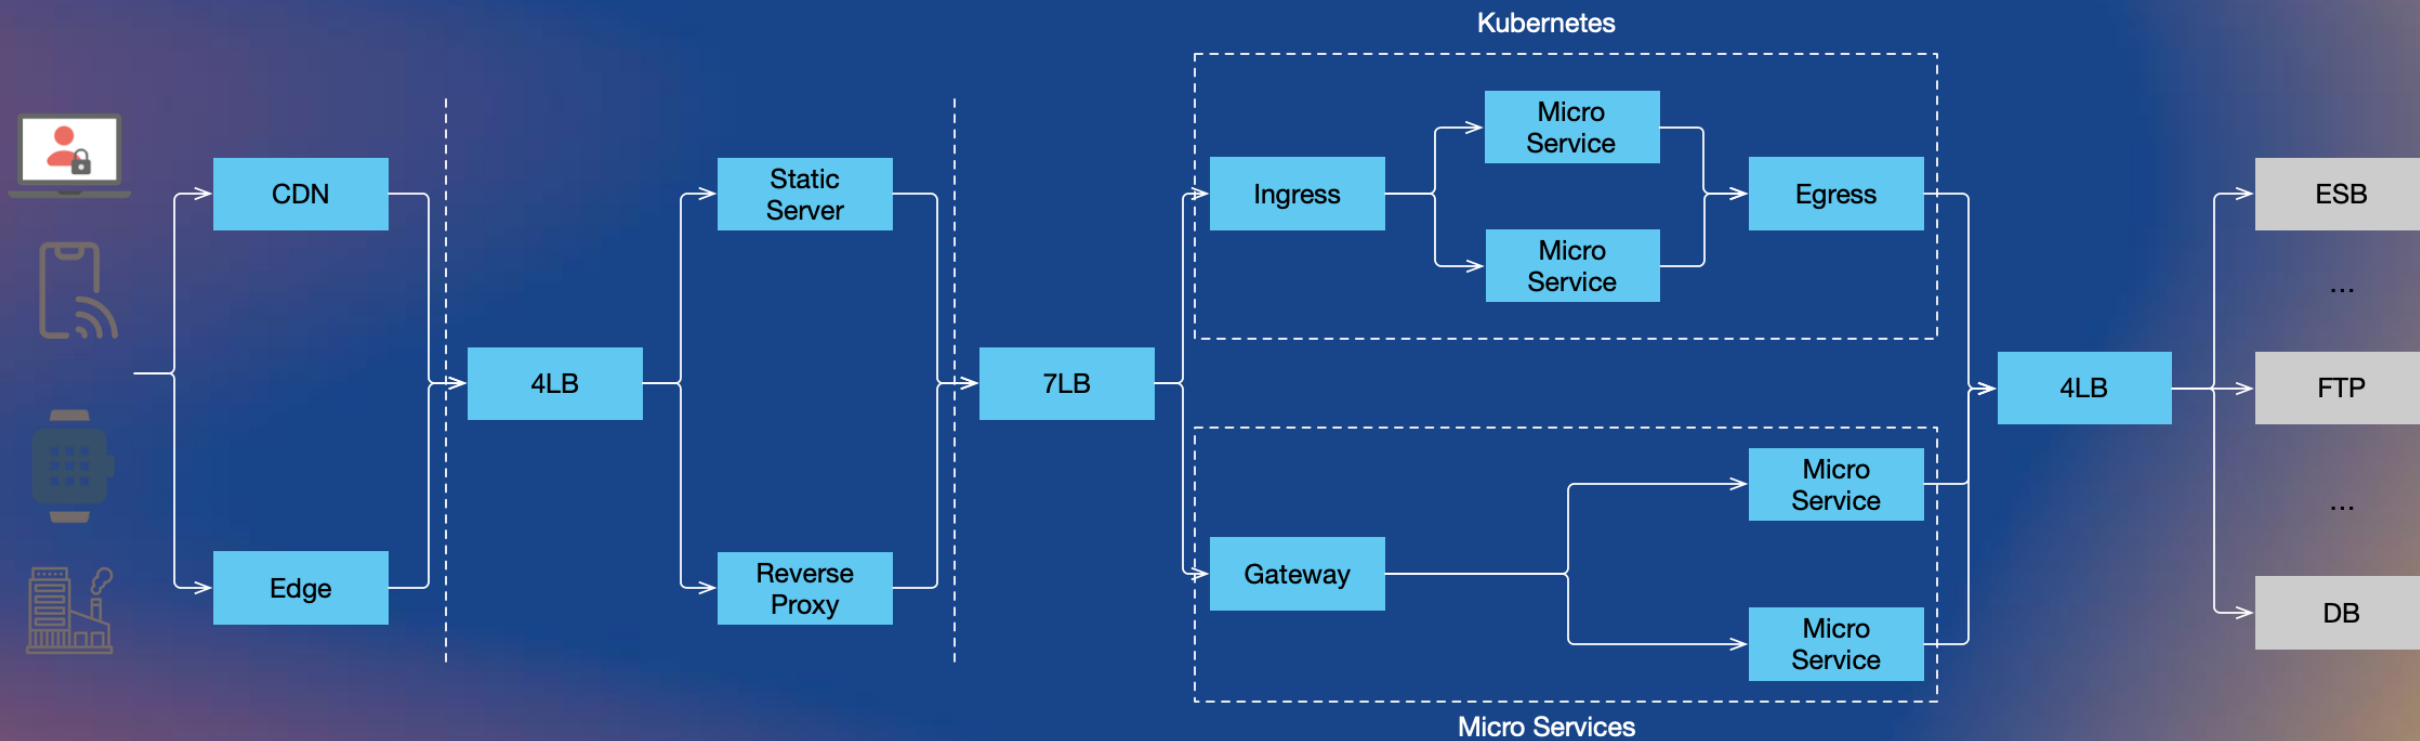 Kubernetes
CDN
Edge
4LB
Static
Server
Reverse
Proxy
7LB
Ingress
Micro
Service
Micro
Service
Egress
Gateway
Micro
Service
Micro
Service
Micro Services
4LB
ESB
...
FTP
...
DB